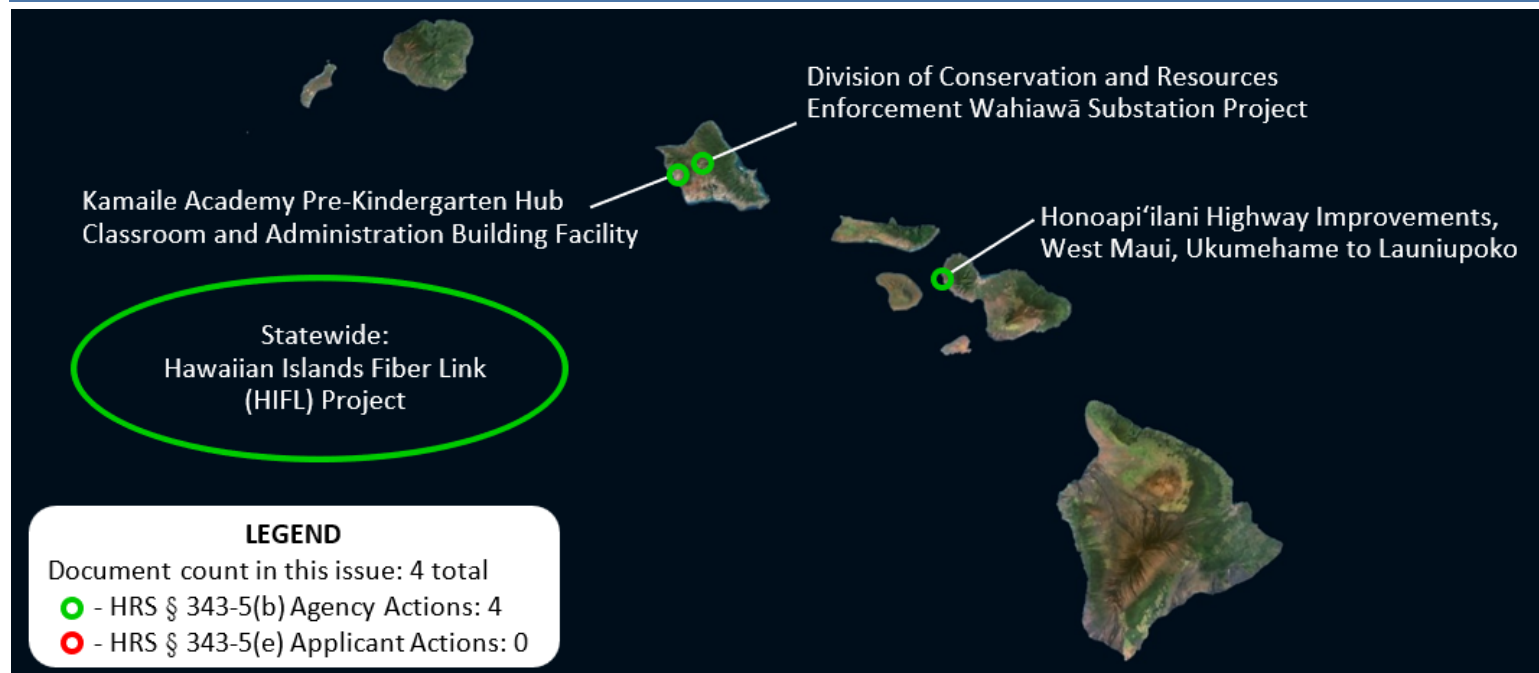 Division of Conservation and Resources
Enforcement Wahiawā Substation Project
Kamaile Academy Pre-Kindergarten Hub
Classroom and Administration Building Facility
Honoapiʻilani Highway Improvements,
West Maui, Ukumehame to Launiupoko
Statewide:
Hawaiian Islands Fiber Link
(HIFL) Project
LEGEND
Document count in this issue: 4 total
- HRS § 343-5(b) Agency Actions: 4
- HRS § 343-5(e) Applicant Actions: 0